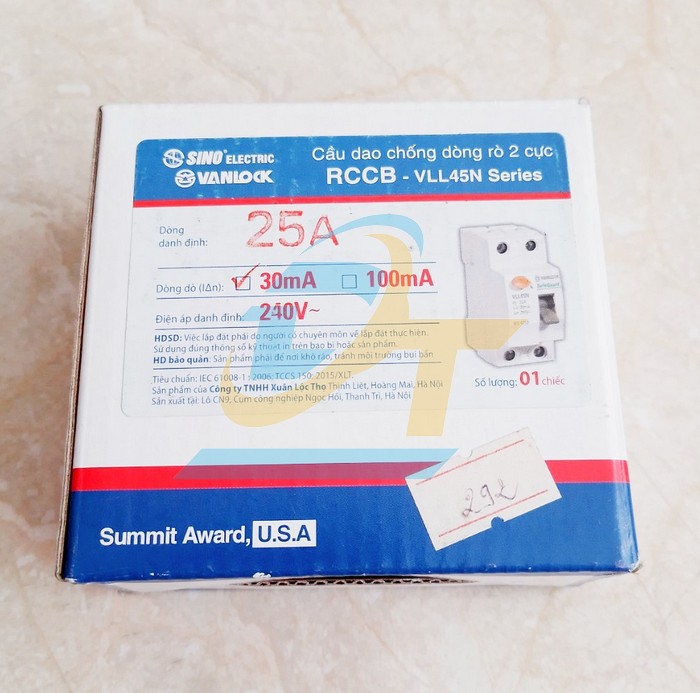 SINO ELECTRIC
VANLOCK
Cầu dao chống dòng rò 2 cực
RCCB - VLL45N Series
Dòng
danh định:
25A
Dòng dò (IΔn):
30mA
100mA
Điện áp danh định:
240V~
HDSD: Việc lắp đặt phải do người có chuyên môn về lắp đặt thực hiện.
Sử dụng đúng thông số kỹ thuật in trên bao bì hoặc sản phẩm.
HD bảo quản: Sản phẩm phải để nơi khô ráo, tránh môi trường bụi bẩn
Tiêu chuẩn: IEC 61008-1: 2006; TCCS 150: 2015/XLT.
Sản phẩm của Công ty TNHH Xuân Lộc Thọ Thịnh Liệt, Hoàng Mai, Hà Nội
Sản xuất tại: Lô CN9, Cụm công nghiệp Ngọc Hồi, Thanh Trì, Hà Nội
Số lượng: 01 chiếc
292
Summit Award, U.S.A